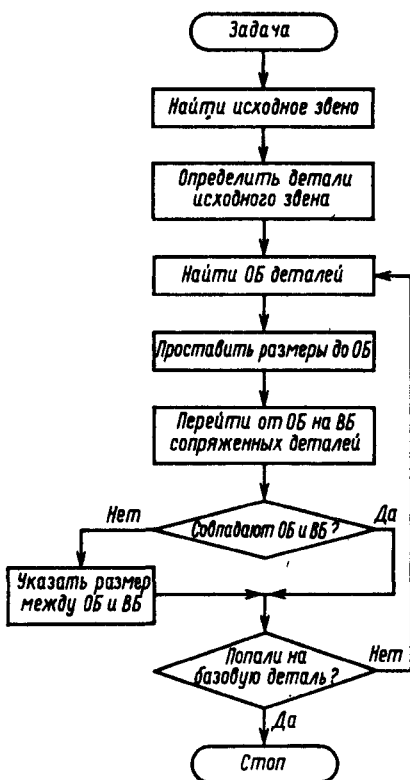 Задача
Найти исходное звено
Определить детали
исходного звена
Найти ОБ деталей
Проставить размеры до ОБ
Перейти от ОБ на ВБ
сопряженных деталей
Нет
Совпадают ОБ и ВБ?
Да
Указать размер
между ОБ и ВБ
Попали на
базовую деталь?
Нет
Да
Стоп